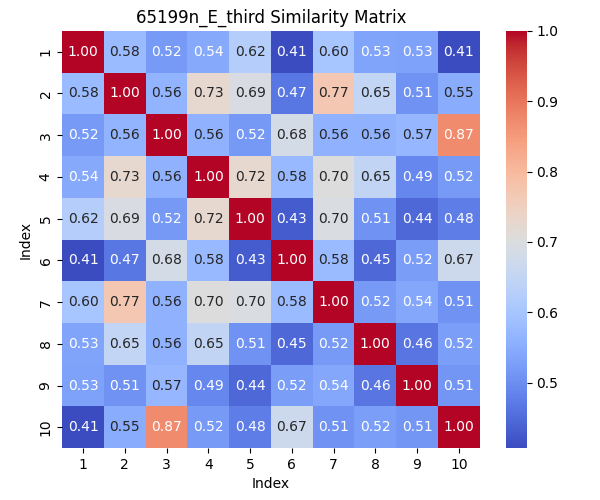 65199n_E_third Similarity Matrix
1 1.00 0.58 0.52 0.54 0.62 0.41 0.60 0.53 0.53 0.41
2 0.58 1.00 0.56 0.73 0.69 0.47 0.77 0.65 0.51 0.55
3 0.52 0.56 1.00 0.56 0.52 0.68 0.56 0.56 0.57 0.87
4 0.54 0.73 0.56 1.00 0.72 0.58 0.70 0.65 0.49 0.52
5 0.62 0.69 0.52 0.72 1.00 0.43 0.70 0.51 0.44 0.48
6 0.41 0.47 0.68 0.58 0.43 1.00 0.58 0.45 0.52 0.67
7 0.60 0.77 0.56 0.70 0.70 0.58 1.00 0.52 0.54 0.51
8 0.53 0.65 0.56 0.65 0.51 0.45 0.52 1.00 0.46 0.52
9 0.53 0.51 0.57 0.49 0.44 0.52 0.54 0.46 1.00 0.51
10 0.41 0.55 0.87 0.52 0.48 0.67 0.51 0.52 0.51 1.00
1 2 3 4 5 6 7 8 9 10
Index
Index
1.0
0.9
0.8
0.7
0.6
0.5